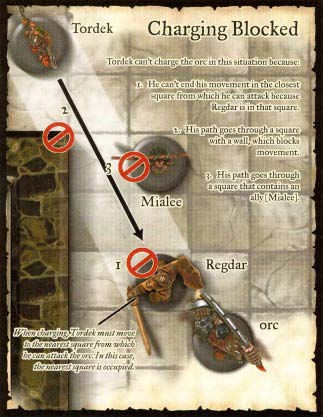 Tordek
Charging Blocked
Tordek can't charge the orc in this situation because:
1. He can't end his movement in the closest
square from which he can attack because
Regdar is in that square.
2. His path goes through a square
with a wall, which blocks
movement.
3. His path goes through
a square that contains an
ally [Mialee].
2
3
Mialee
1
Regdar
orc
When charging, Tordek must move
to the nearest square from which
he can attack the orc. In this case,
the nearest square is occupied.